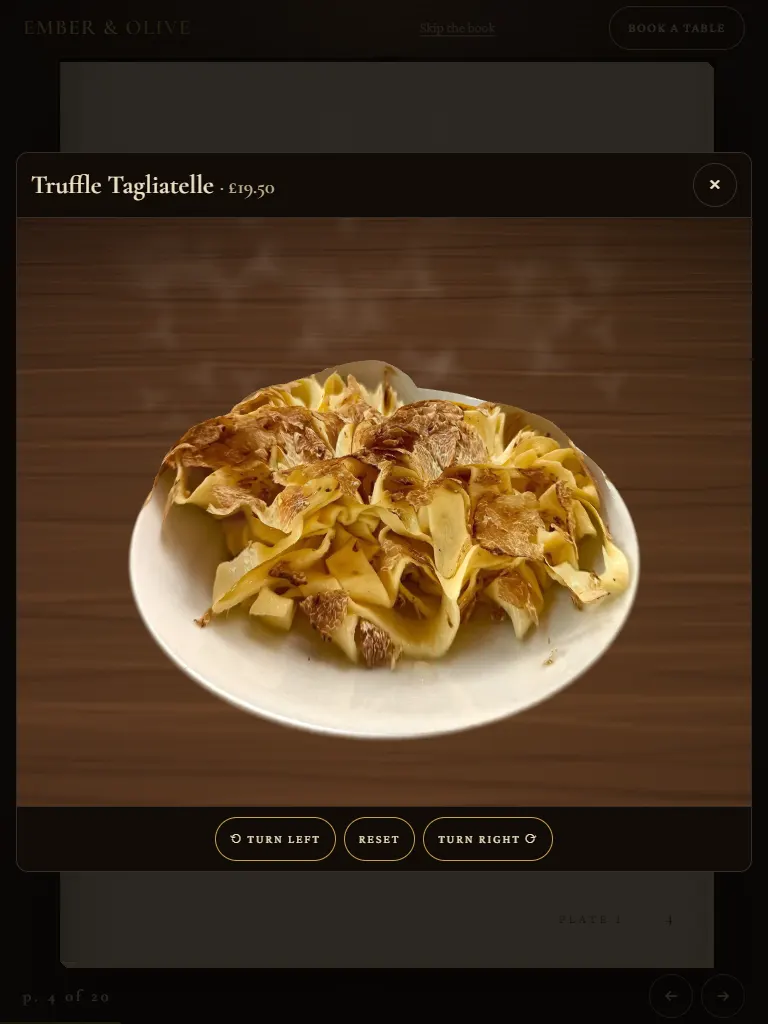 EMBER & OLIVE
Skip the book
BOOK A TABLE
Truffle Tagliatelle · £19.50
×
⟲ TURN LEFT
RESET
TURN RIGHT ⟳
PLATE 1 4
p. 4 of 20
← →